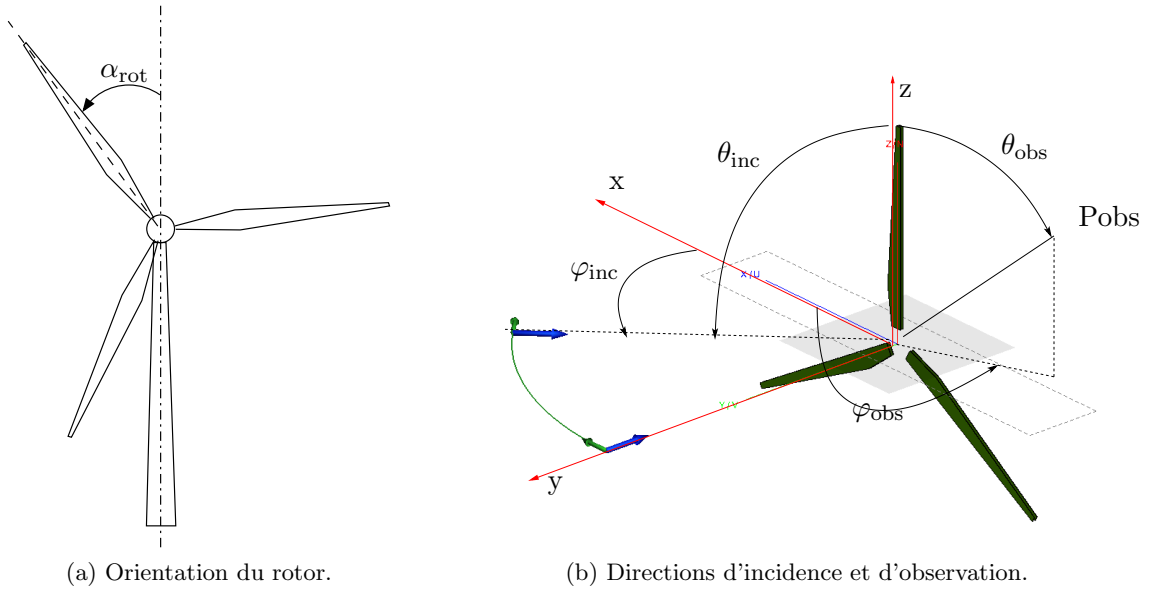 α_rot
z
Z/W
θ_inc
θ_obs
x
Pobs
φ_inc
X/U
Y/V
φ_obs
y
(a) Orientation du rotor.
(b) Directions d'incidence et d'observation.